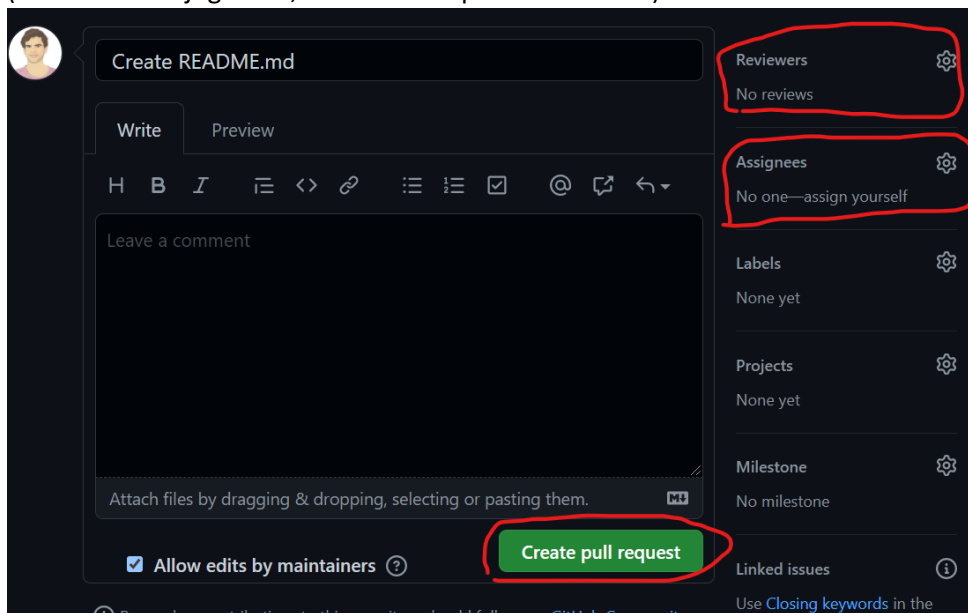 Create README.md
Write Preview
H B I <> @
Leave a comment
Attach files by dragging & dropping, selecting or pasting them.
Allow edits by maintainers ?
Create pull request
Reviewers
No reviews
Assignees
No one—assign yourself
Labels
None yet
Projects
None yet
Milestone
No milestone
Linked issues
Use Closing keywords in the